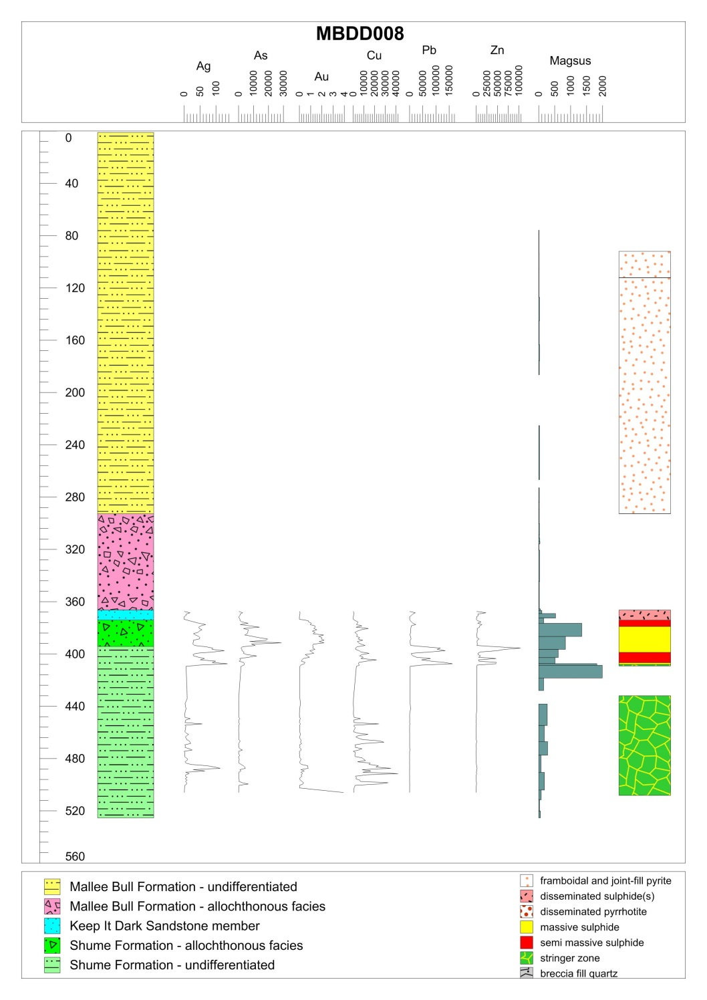 MBDD008
Ag As Au Cu Pb Zn Magsus
0 50 100
0 10000 20000 30000
0 1 2 3 4
0 10000 20000 30000 40000
0 50000 100000 150000
0 25000 50000 75000 100000
0 500 1000 1500 2000
0
40
80
120
160
200
240
280
320
360
400
440
480
520
560
Mallee Bull Formation - undifferentiated
Mallee Bull Formation - allochthonous facies
Keep It Dark Sandstone member
Shume Formation - allochthonous facies
Shume Formation - undifferentiated
framboidal and joint-fill pyrite
disseminated sulphide(s)
disseminated pyrrhotite
massive sulphide
semi massive sulphide
stringer zone
breccia fill quartz